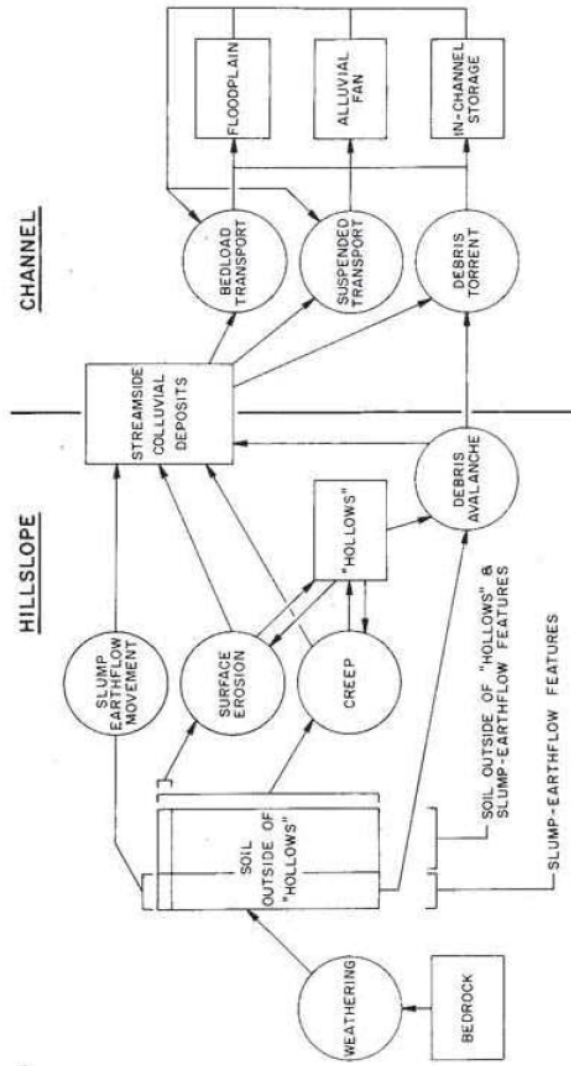 HILLSLOPE
CHANNEL
BEDROCK
WEATHERING
SOIL
OUTSIDE OF
"HOLLOWS"
SLUMP
EARTHFLOW
MOVEMENT
SURFACE
EROSION
CREEP
"HOLLOWS"
DEBRIS
AVALANCHE
SOIL OUTSIDE OF "HOLLOWS" &
SLUMP-EARTHFLOW FEATURES
SLUMP-EARTHFLOW FEATURES
STREAMSIDE
COLLUVIAL
DEPOSITS
BEDLOAD
TRANSPORT
SUSPENDED
TRANSPORT
DEBRIS
TORRENT
FLOODPLAIN
ALLUVIAL
FAN
IN-CHANNEL
STORAGE